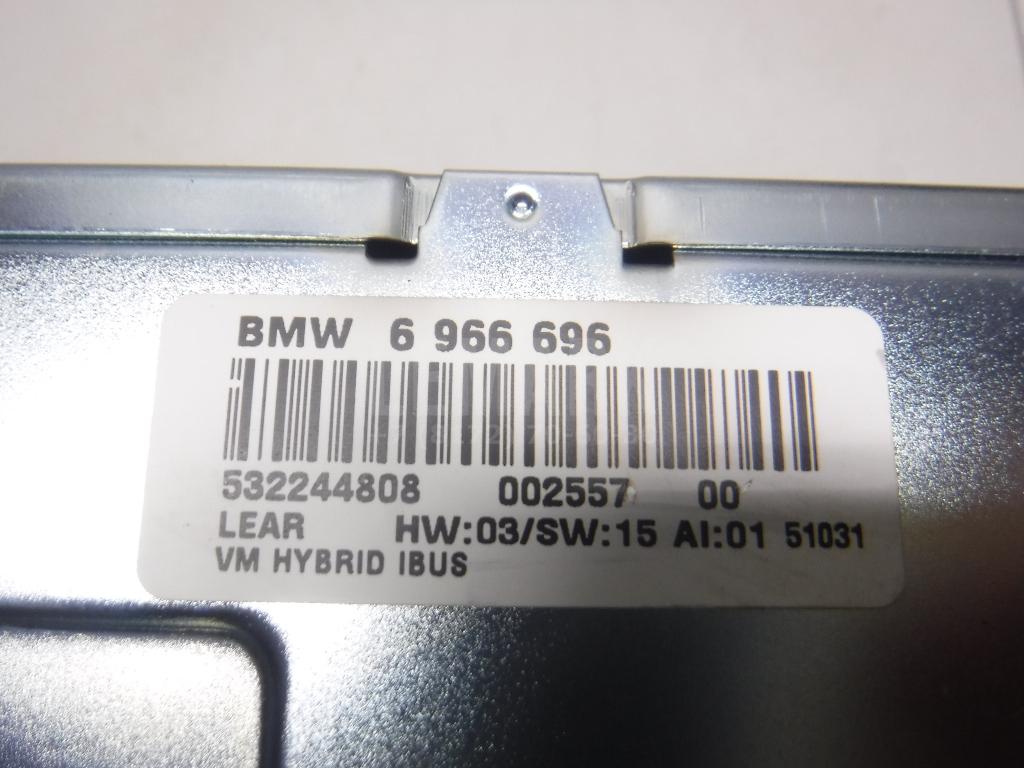 BMW 6 966 696
532244808 002557 00
LEAR HW:03/SW:15 AI:01 51031
VM HYBRID IBUS